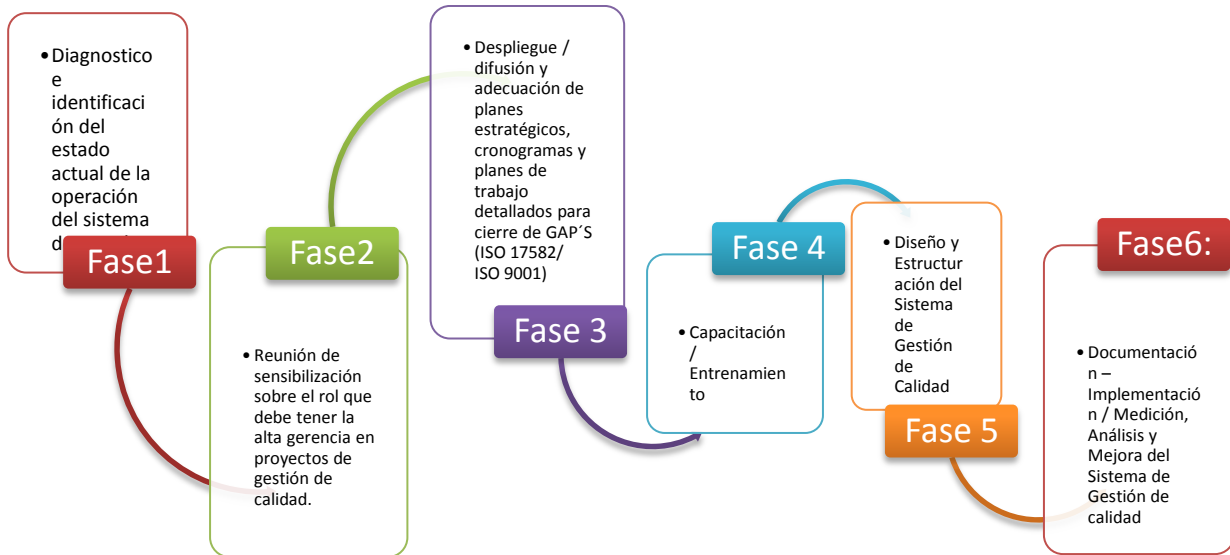 •Diagnostico
e
identificaci
ón del
estado
actual de la
operación
del sistema
Fase1
Fase2
•Reunión de
sensibilización
sobre el rol que
debe tener la
alta gerencia en
proyectos de
gestión de
calidad.
•Despliegue /
difusión y
adecuación de
planes
estratégicos,
cronogramas y
planes de
trabajo
detallados para
cierre de GAP´S
(ISO 17582/
ISO 9001)
Fase 3
Fase 4
•Capacitación
/
Entrenamien
to
•Diseño y
Estructur
ación del
Sistema
de
Gestión
de
Calidad
Fase 5
Fase6:
•Documentació
n –
Implementació
n / Medición,
Análisis y
Mejora del
Sistema de
Gestión de
calidad